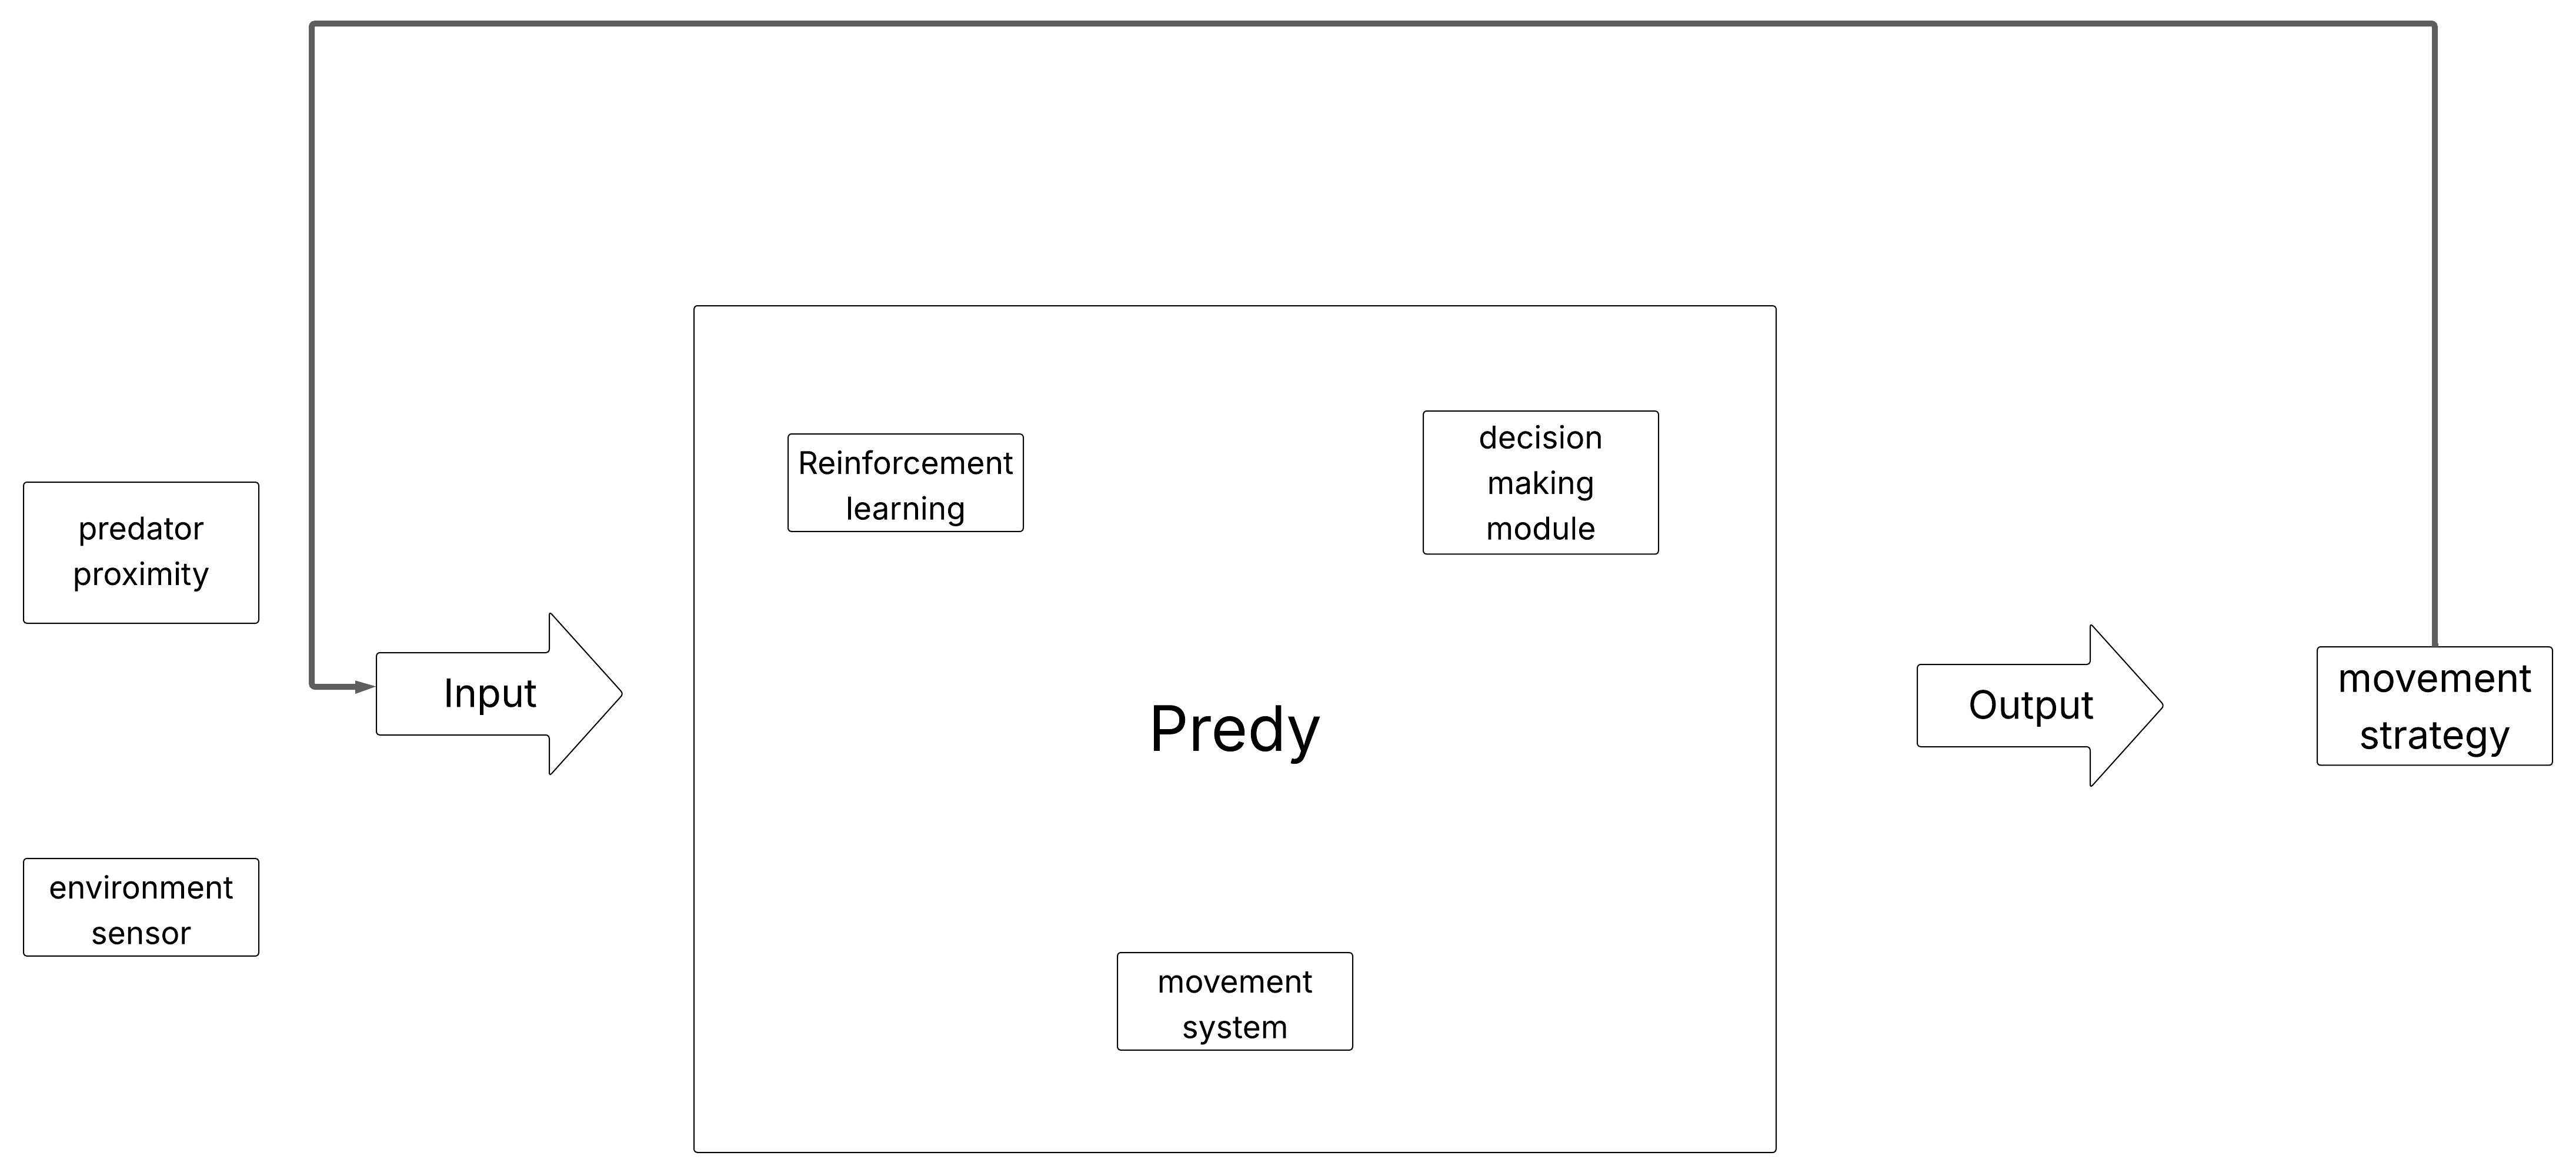 predator
proximity
environment
sensor
Input
Reinforcement
learning
decision
making
module
Predy
movement
system
Output
movement
strategy